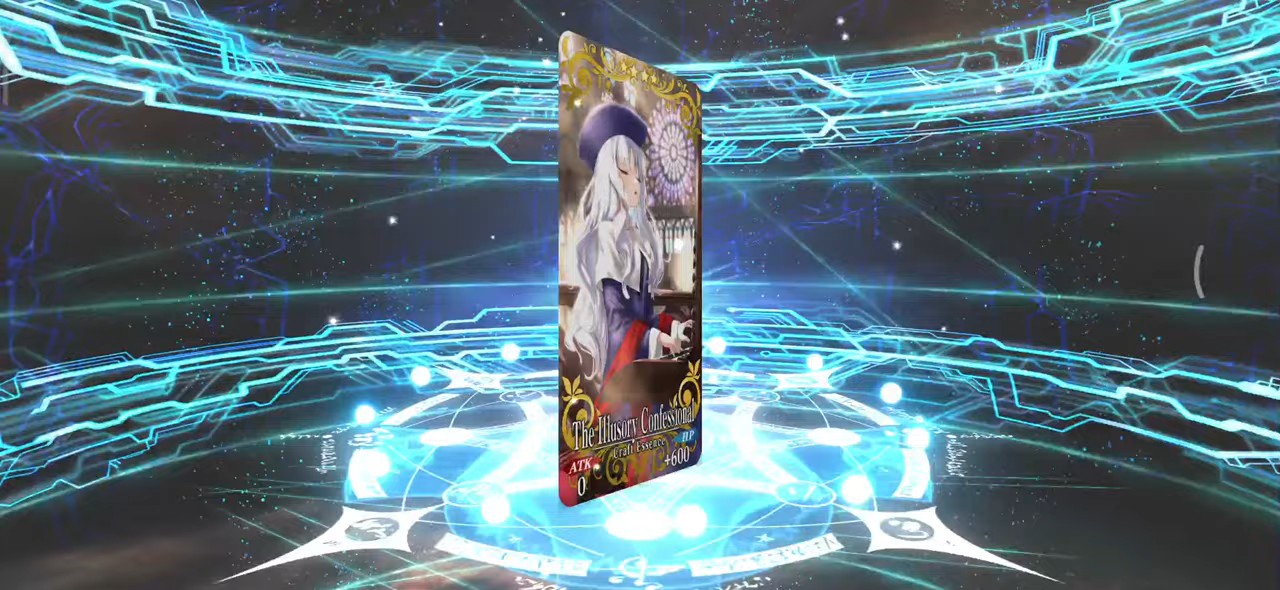 The Illusory Confessional
Craft Essence
ATK
HP
0
+600